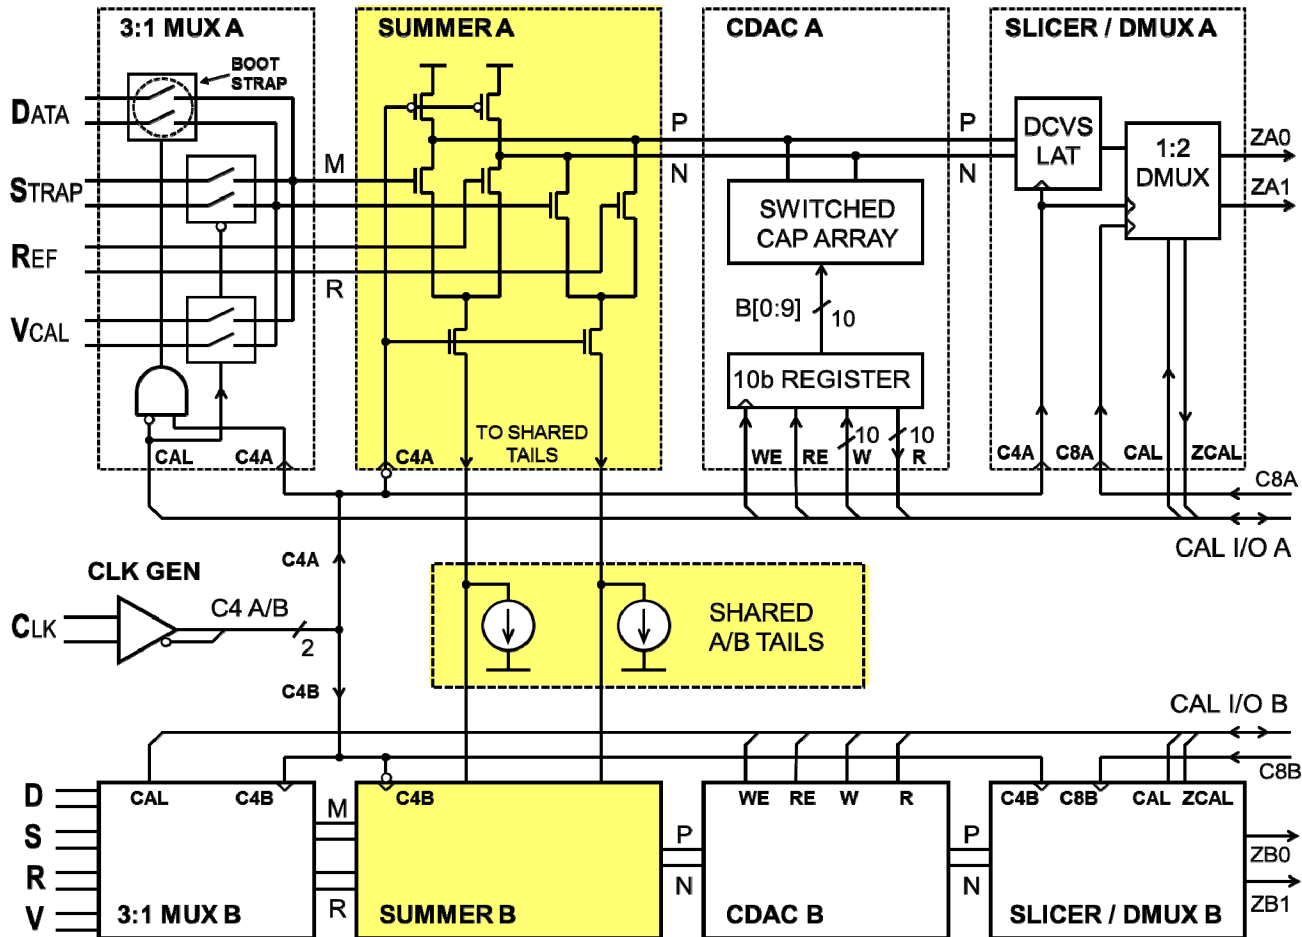 3:1 MUX A
SUMMER A
CDAC A
SLICER / DMUX A
BOOT
STRAP
DATA
STRAP
REF
VCAL
M
R
P
N
P
N
DCVS
LAT
1:2
DMUX
ZA0
ZA1
SWITCHED
CAP ARRAY
B[0:9]
10
10b REGISTER
10
10
TO SHARED
TAILS
CAL
C4A
C4A
WE
RE
W
R
C4A
C8A
CAL
ZCAL
C8A
CAL I/O A
CLK GEN
C4A
CLK
C4 A/B
2
C4B
SHARED
A/B TAILS
CAL I/O B
C8B
D
S
R
V
CAL
C4B
M
R
C4B
P
N
WE
RE
W
R
P
N
C4B
C8B
CAL
ZCAL
ZB0
ZB1
3:1 MUX B
SUMMER B
CDAC B
SLICER / DMUX B